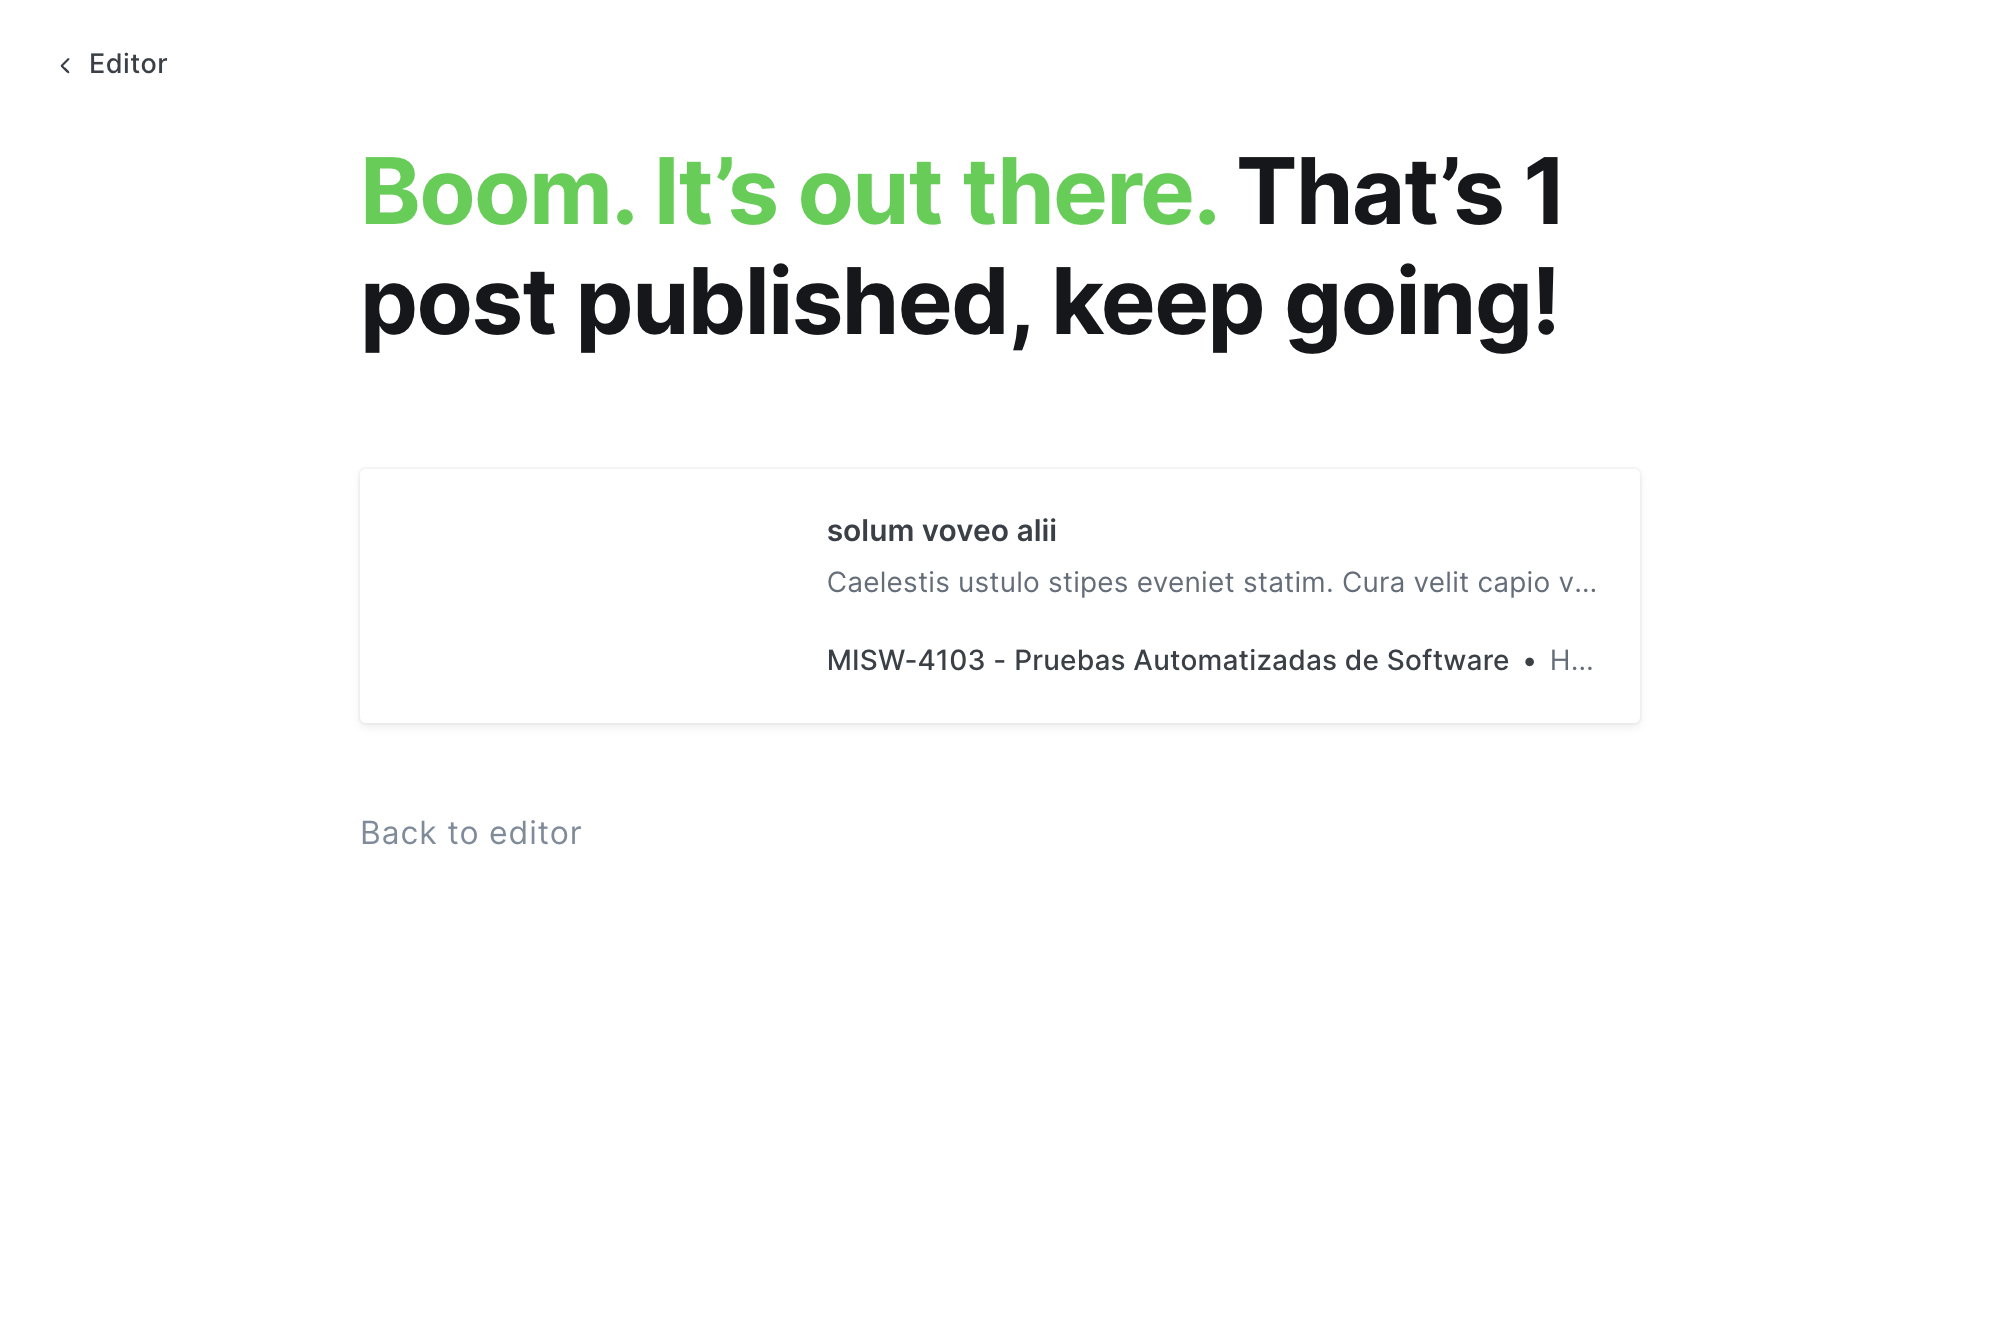 Editor
Boom. It’s out there. That’s 1
post published, keep going!
solum voveo alii
Caelestis ustulo stipes eveniet statim. Cura velit capio v...
MISW-4103 - Pruebas Automatizadas de Software • H...
Back to editor